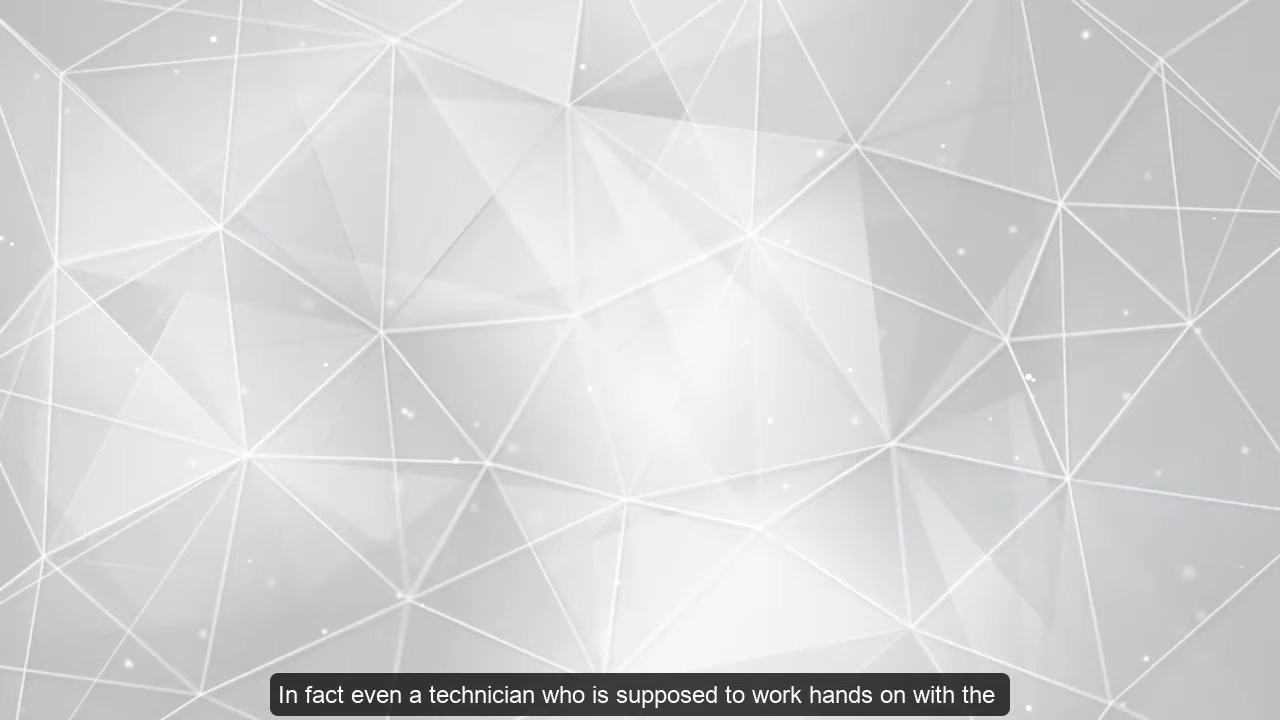 In fact even a technician who is supposed to work hands on with the